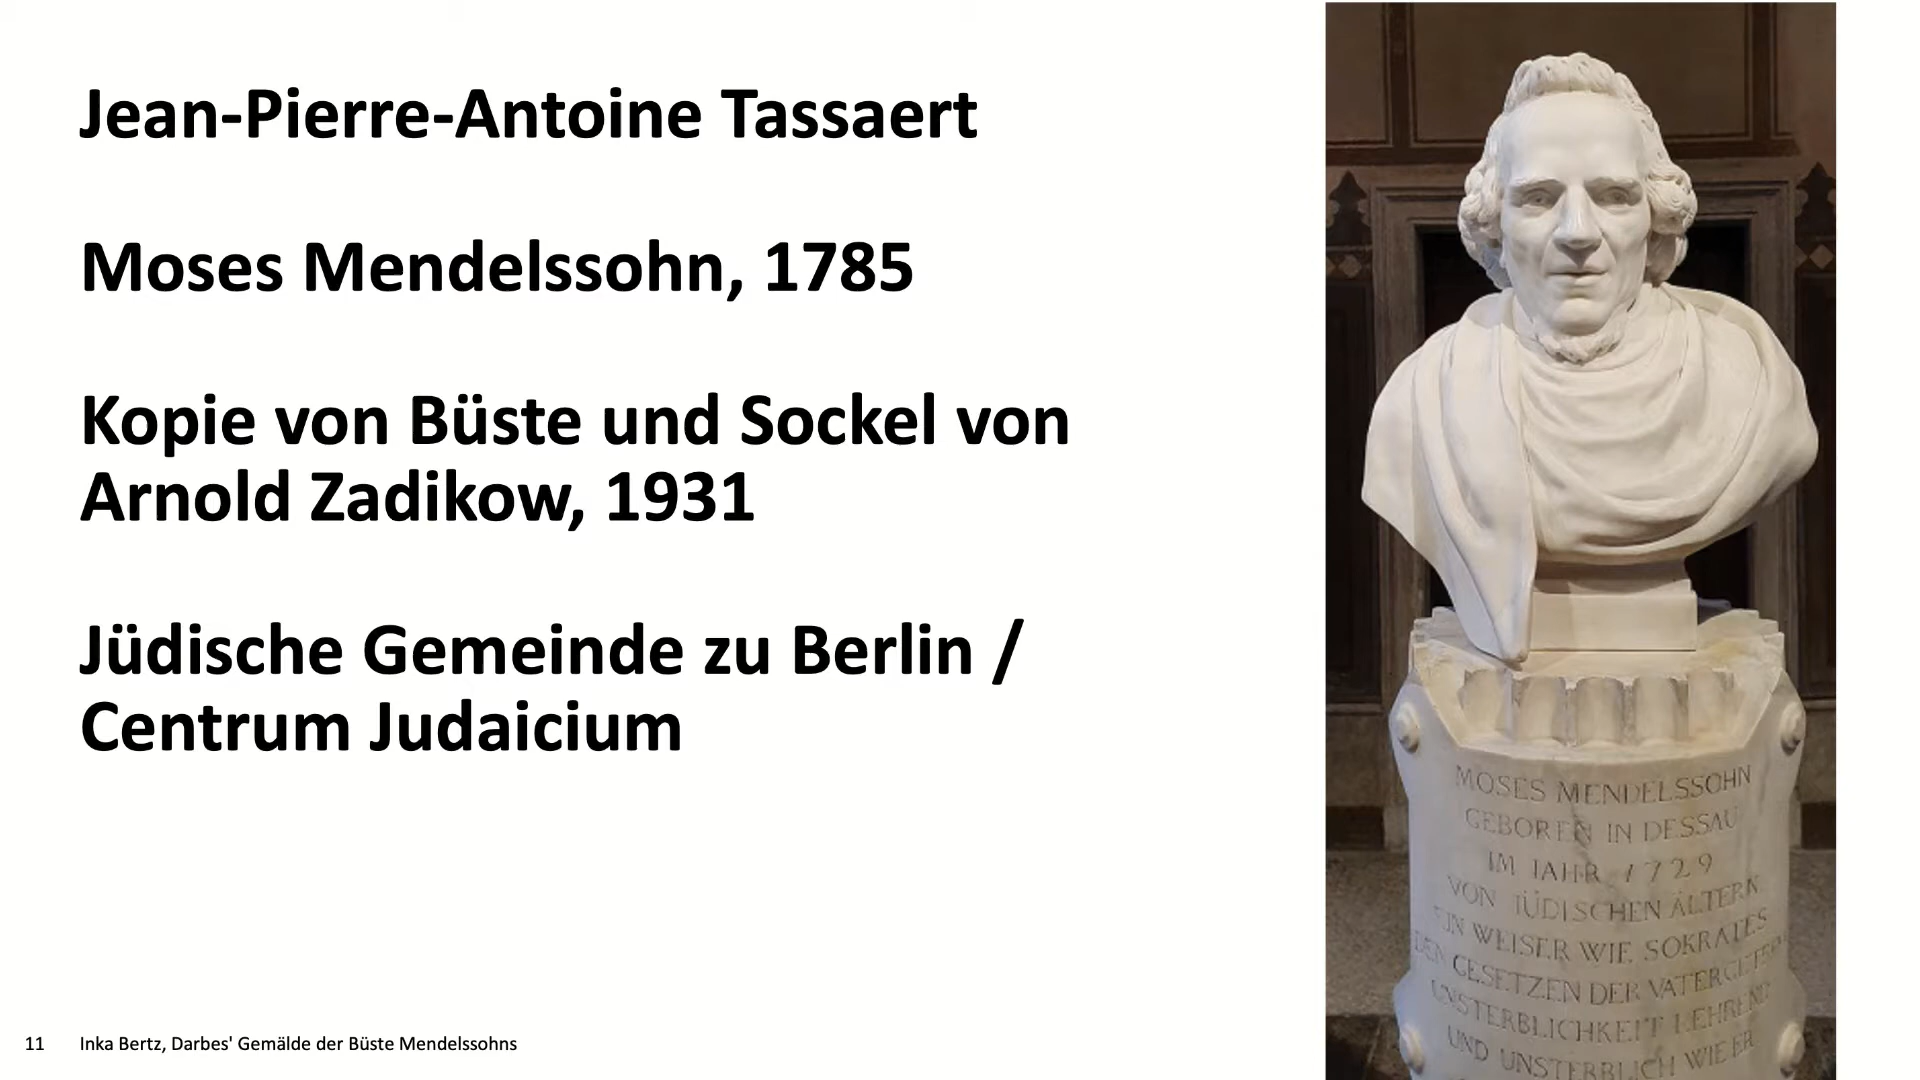 Jean-Pierre-Antoine Tassaert
Moses Mendelssohn, 1785
Kopie von Büste und Sockel von
Arnold Zadikow, 1931
Jüdische Gemeinde zu Berlin /
Centrum Judaicium
MOSES MENDELSSOHN
GEBOREN IN DESSAU
IM IAHR 1729
VON IÜDISCHEN ÄLTERN
EIN WEISER WIE SOKRATES
DEN GESETZEN DER VÄTER GETREU
UNSTERBLICHKEIT LEHREND
UND UNSTERBLICH WIE ER
11 Inka Bertz, Darbes' Gemälde der Büste Mendelssohns